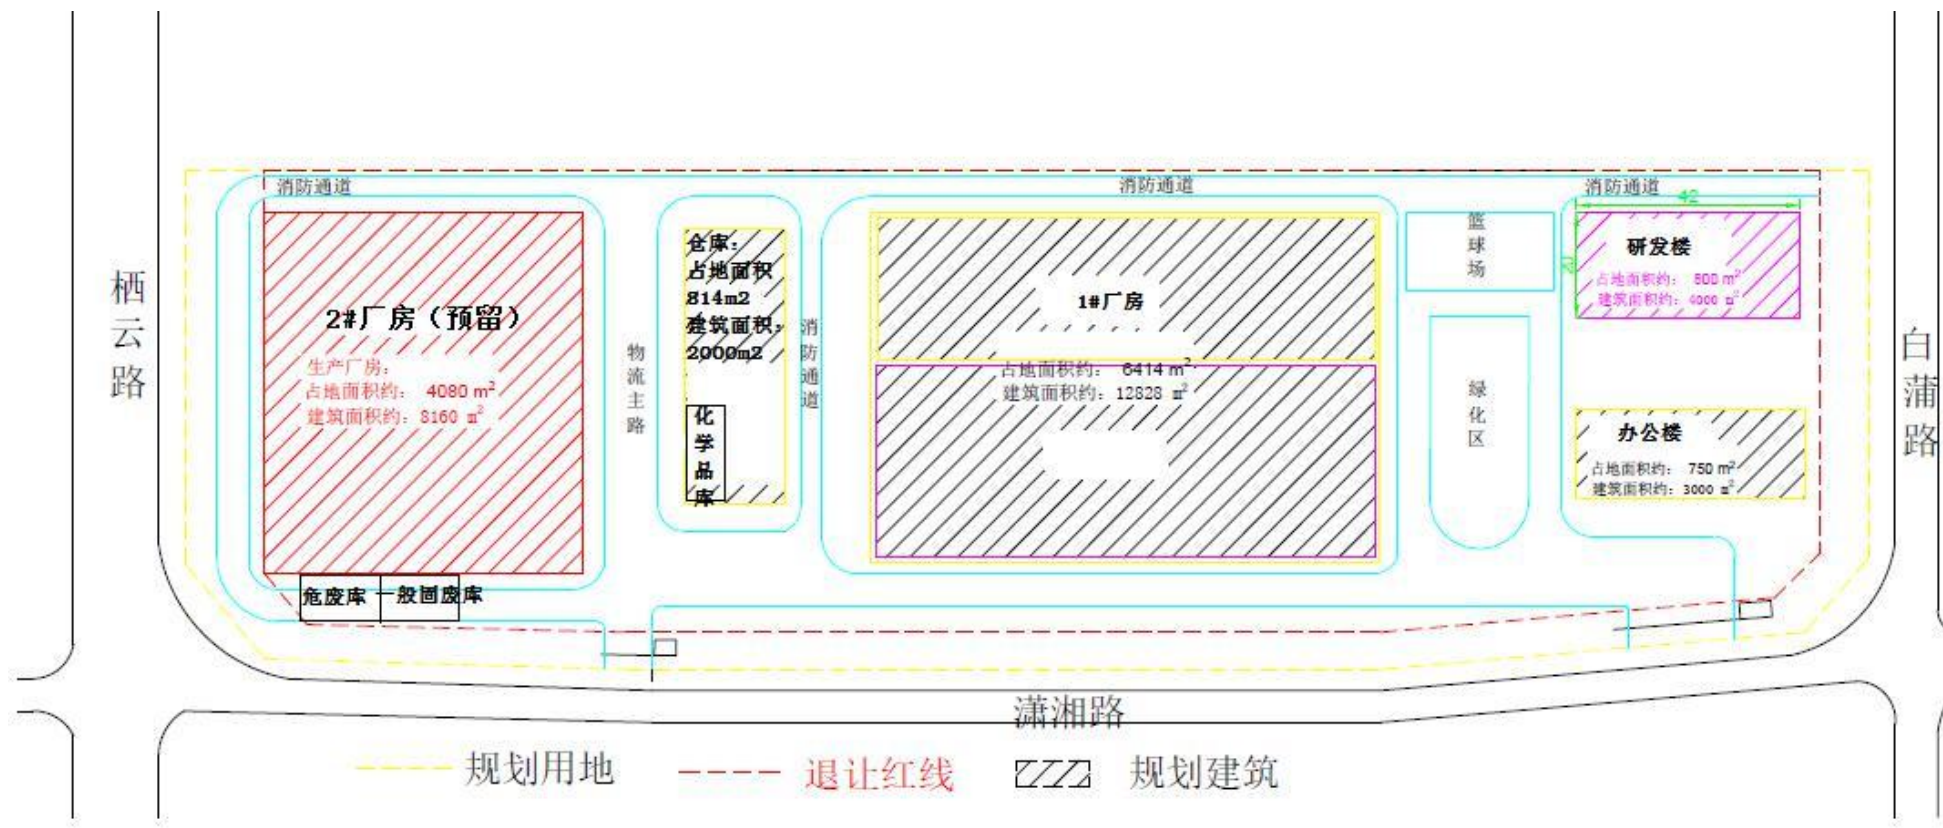 消防通道
消防通道
消防通道
42
20
栖云路
2#厂房（预留）
生产厂房：
占地面积约： 4080 m²
建筑面积约：8160 m²
危废库
一般固废库
物流主路
仓库：
占地面积
814m2
建筑面积：
2000m2
化学品库
消防通道
1#厂房
占地面积约： 6414 m²
建筑面积约：12828 m²
篮球场
绿化区
研发楼
占地面积约： 800 m²
建筑面积约：4000 m²
办公楼
占地面积约： 750 m²
建筑面积约：3000 m²
白蒲路
潇湘路
规划用地
退让红线
规划建筑